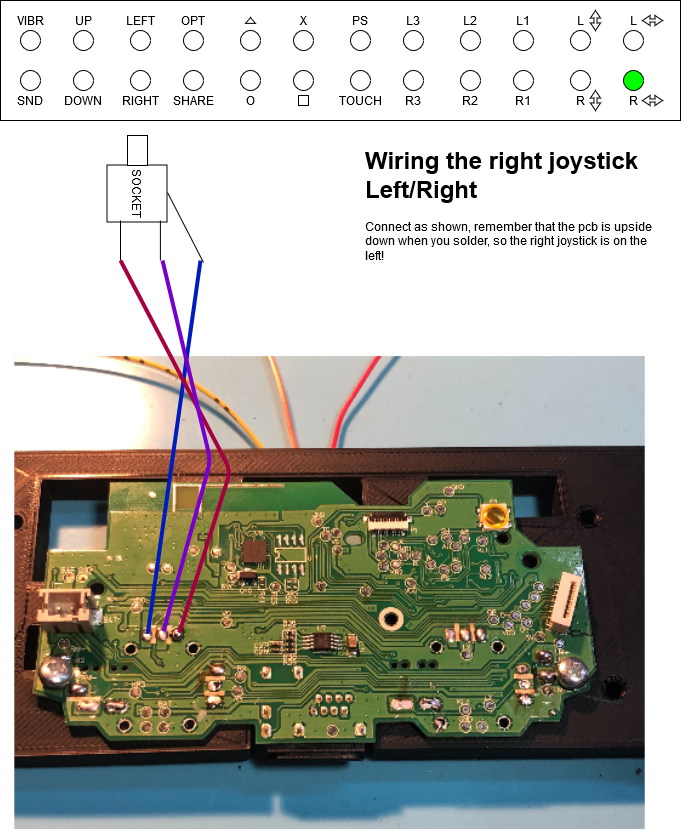 VIBR UP LEFT OPT X PS L3 L2 L1 L L
SND DOWN RIGHT SHARE O TOUCH R3 R2 R1 R R
SOCKET
Wiring the right joystick
Left/Right
Connect as shown, remember that the pcb is upside
down when you solder, so the right joystick is on the
left!